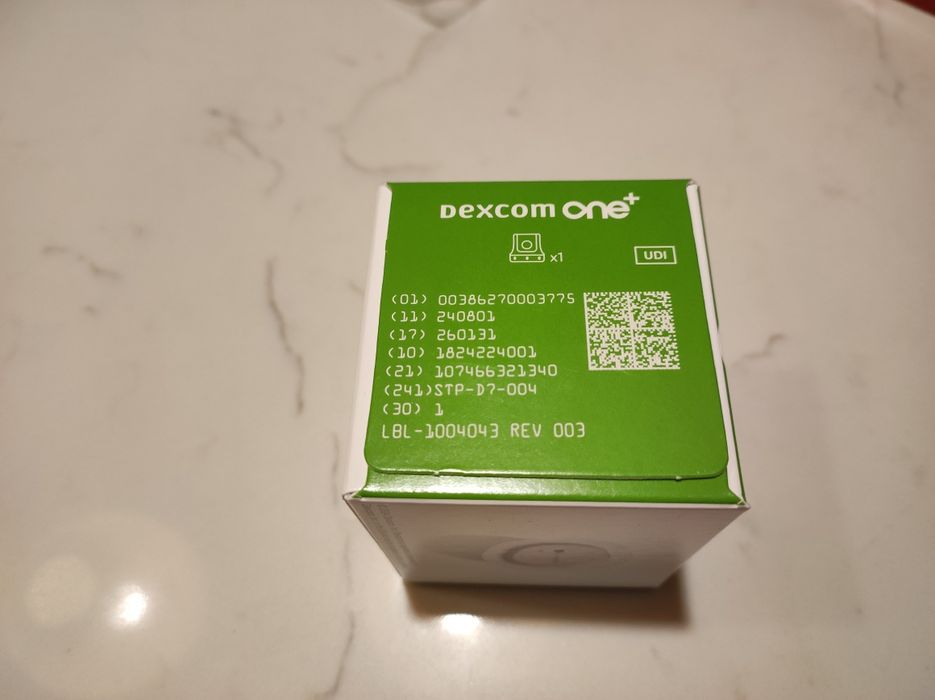 Dexcom one+
x1
UDI
(01) 00386270003775
(11) 240801
(17) 260131
(10) 1824224001
(21) 107466321340
(241)STP-D7-004
(30) 1
LBL-1004043 REV 003